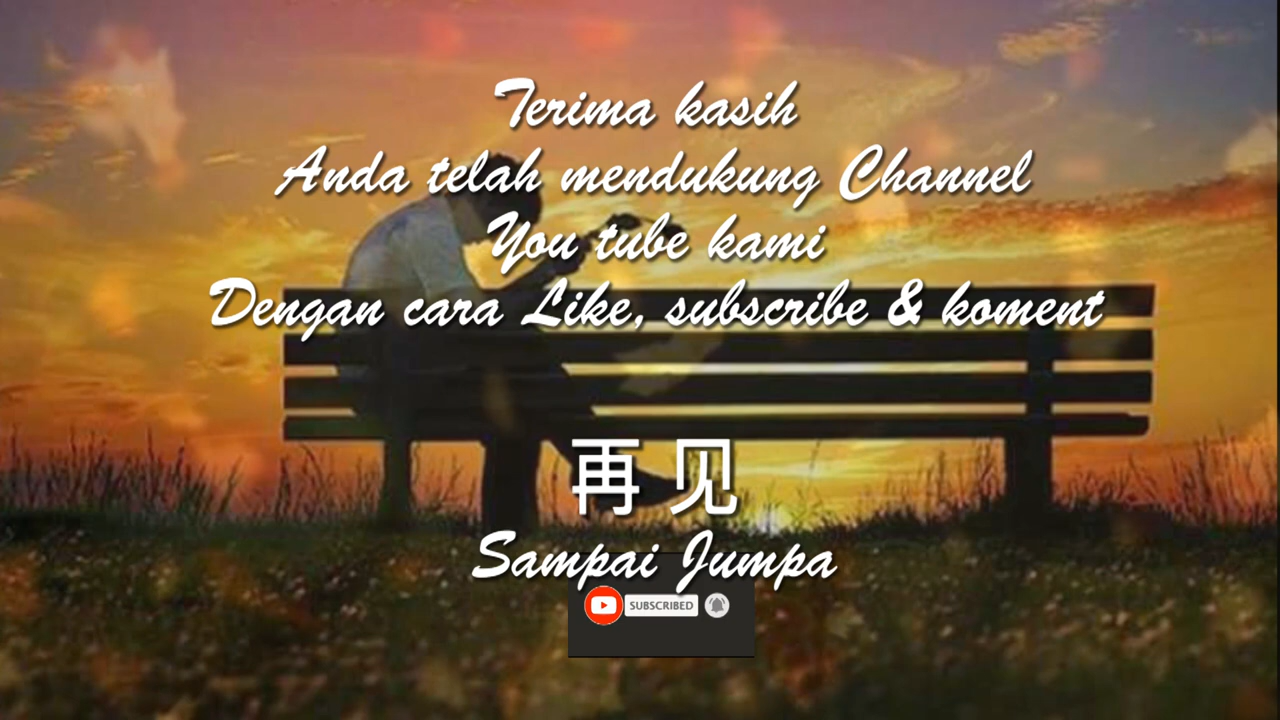 Terima kasih
Anda telah mendukung Channel
You tube kami
Dengan cara Like, subscribe & koment
再见
Sampai Jumpa
SUBSCRIBED